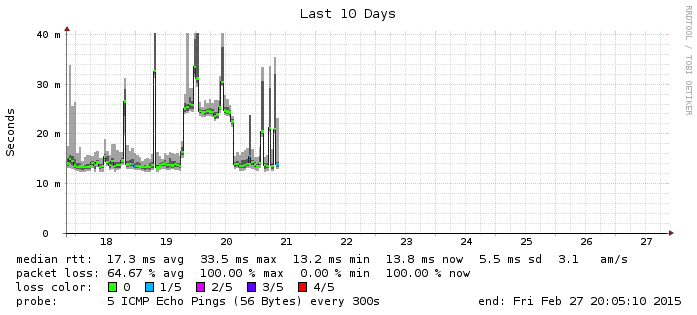 Last 10 Days
RRDTOOL / TOBI OETIKER
Seconds
40 m
30 m
20 m
10 m
0
18 19 20 21 22 23 24 25 26 27
median rtt: 17.3 ms avg 33.5 ms max 13.2 ms min 13.8 ms now 5.5 ms sd 3.1 am/s
packet loss: 64.67 % avg 100.00 % max 0.00 % min 100.00 % now
loss color: 0 1/5 2/5 3/5 4/5
probe: 5 ICMP Echo Pings (56 Bytes) every 300s end: Fri Feb 27 20:05:10 2015